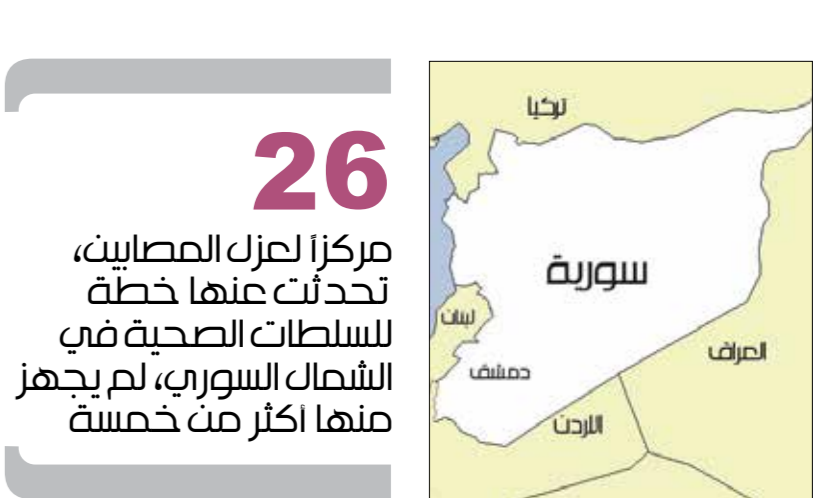 26
مركزاً لعزل المصابين،
تحدثت عنها خطة
للسلطات الصحية في
الشمال السوري، لم يجهز
منها أكثر من خمسة
تركيا
سورية
لبنان
العراق
دمشق
الأردن